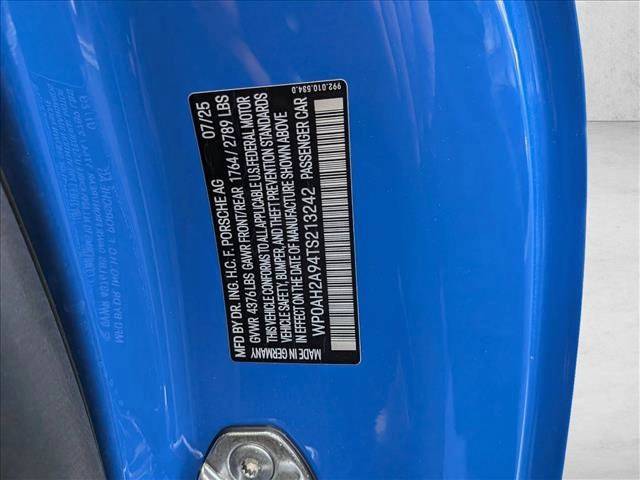 MFD BY DR. ING. H.C. F. PORSCHE AG 07/25
GVWR 4376 LBS GAWR FRONT/REAR 1764/2789 LBS
THIS VEHICLE CONFORMS TO ALL APPLICABLE U.S. FEDERAL MOTOR
VEHICLE SAFETY, BUMPER, AND THEFT PREVENTION STANDARDS
IN EFFECT ON THE DATE OF MANUFACTURE SHOWN ABOVE
WP0AH2A94TS213242 PASSENGER CAR
MADE IN GERMANY
992.010.534.D